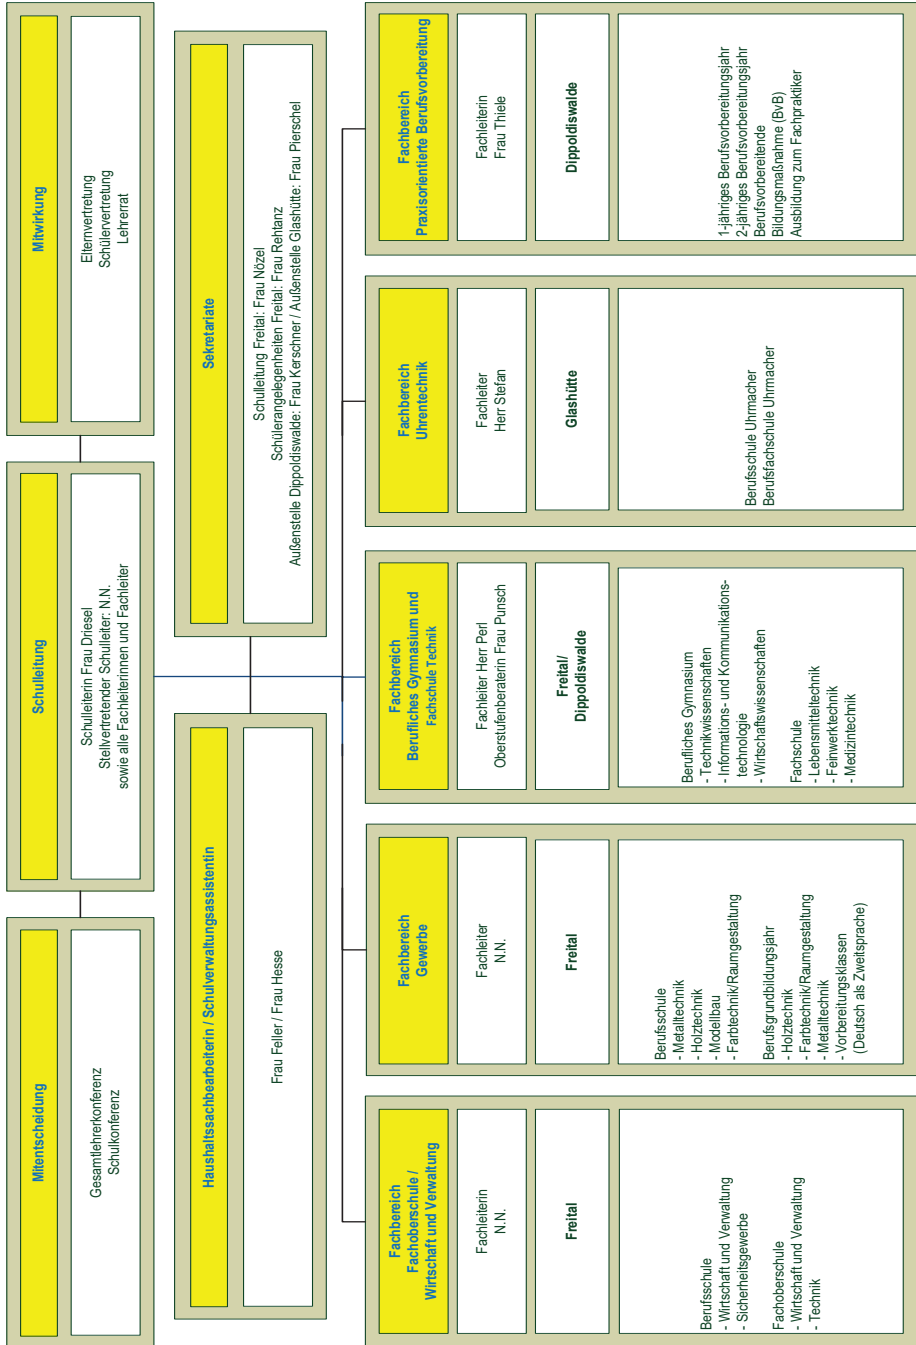 Mitentscheidung
Gesamtlehrerkonferenz
Schulkonferenz
Schulleitung
Schulleiterin Frau Driesel
Stellvertretender Schulleiter: N.N.
sowie alle Fachleiterinnen und Fachleiter
Mitwirkung
Elternvertretung
Schülervertretung
Lehrerrat
Haushaltssachbearbeiterin / Schulverwaltungsassistentin
Frau Feller / Frau Hesse
Sekretariate
Schulleitung Freital: Frau Nözel
Schülerangelegenheiten Freital: Frau Rehtanz
Außenstelle Dippoldiswalde: Frau Kerschner / Außenstelle Glashütte: Frau Pierschel
Fachbereich
Fachoberschule /
Wirtschaft und Verwaltung
Fachleiterin
N.N.
Freital
Berufsschule
- Wirtschaft und Verwaltung
- Sicherheitsgewerbe
Fachoberschule
- Wirtschaft und Verwaltung
- Technik
Fachbereich
Gewerbe
Fachleiter
N.N.
Freital
Berufsschule
- Metalltechnik
- Holztechnik
- Modellbau
- Farbtechnik/Raumgestaltung
Berufsgrundbildungsjahr
- Holztechnik
- Farbtechnik/Raumgestaltung
- Metalltechnik
- Vorbereitungsklassen
(Deutsch als Zweitsprache)
Fachbereich
Berufliches Gymnasium und
Fachschule Technik
Fachleiter Herr Perl
Oberstufenberaterin Frau Punsch
Freital/
Dippoldiswalde
Berufliches Gymnasium
- Technikwissenschaften
- Informations- und Kommunikations-
technologie
- Wirtschaftswissenschaften
Fachschule
- Lebensmitteltechnik
- Feinwerktechnik
- Medizintechnik
Fachbereich
Uhrentechnik
Fachleiter
Herr Stefan
Glashütte
Berufsschule Uhrmacher
Berufsfachschule Uhrmacher
Fachbereich
Praxisorientierte Berufsvorbereitung
Fachleiterin
Frau Thiele
Dippoldiswalde
1-jähriges Berufsvorbereitungsjahr
2-jähriges Berufsvorbereitungsjahr
Berufsvorbereitende
Bildungsmaßnahme (BvB)
Ausbildung zum Fachpraktiker